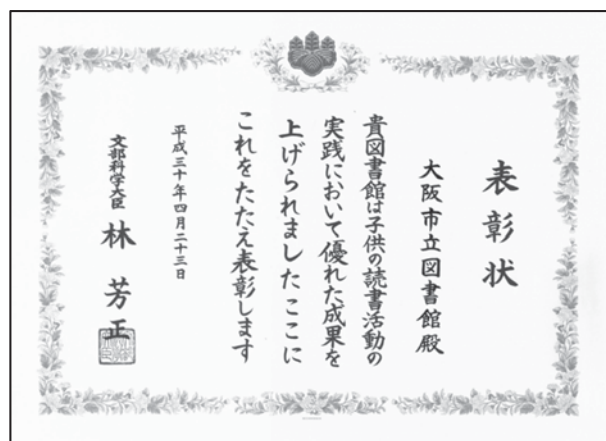 表彰状
大阪市立図書館殿
貴図書館は子供の読書活動の
実践において優れた成果を
上げられましたここに
これをたたえ表彰します
平成三十年四月二十三日
文部科学大臣 林芳正